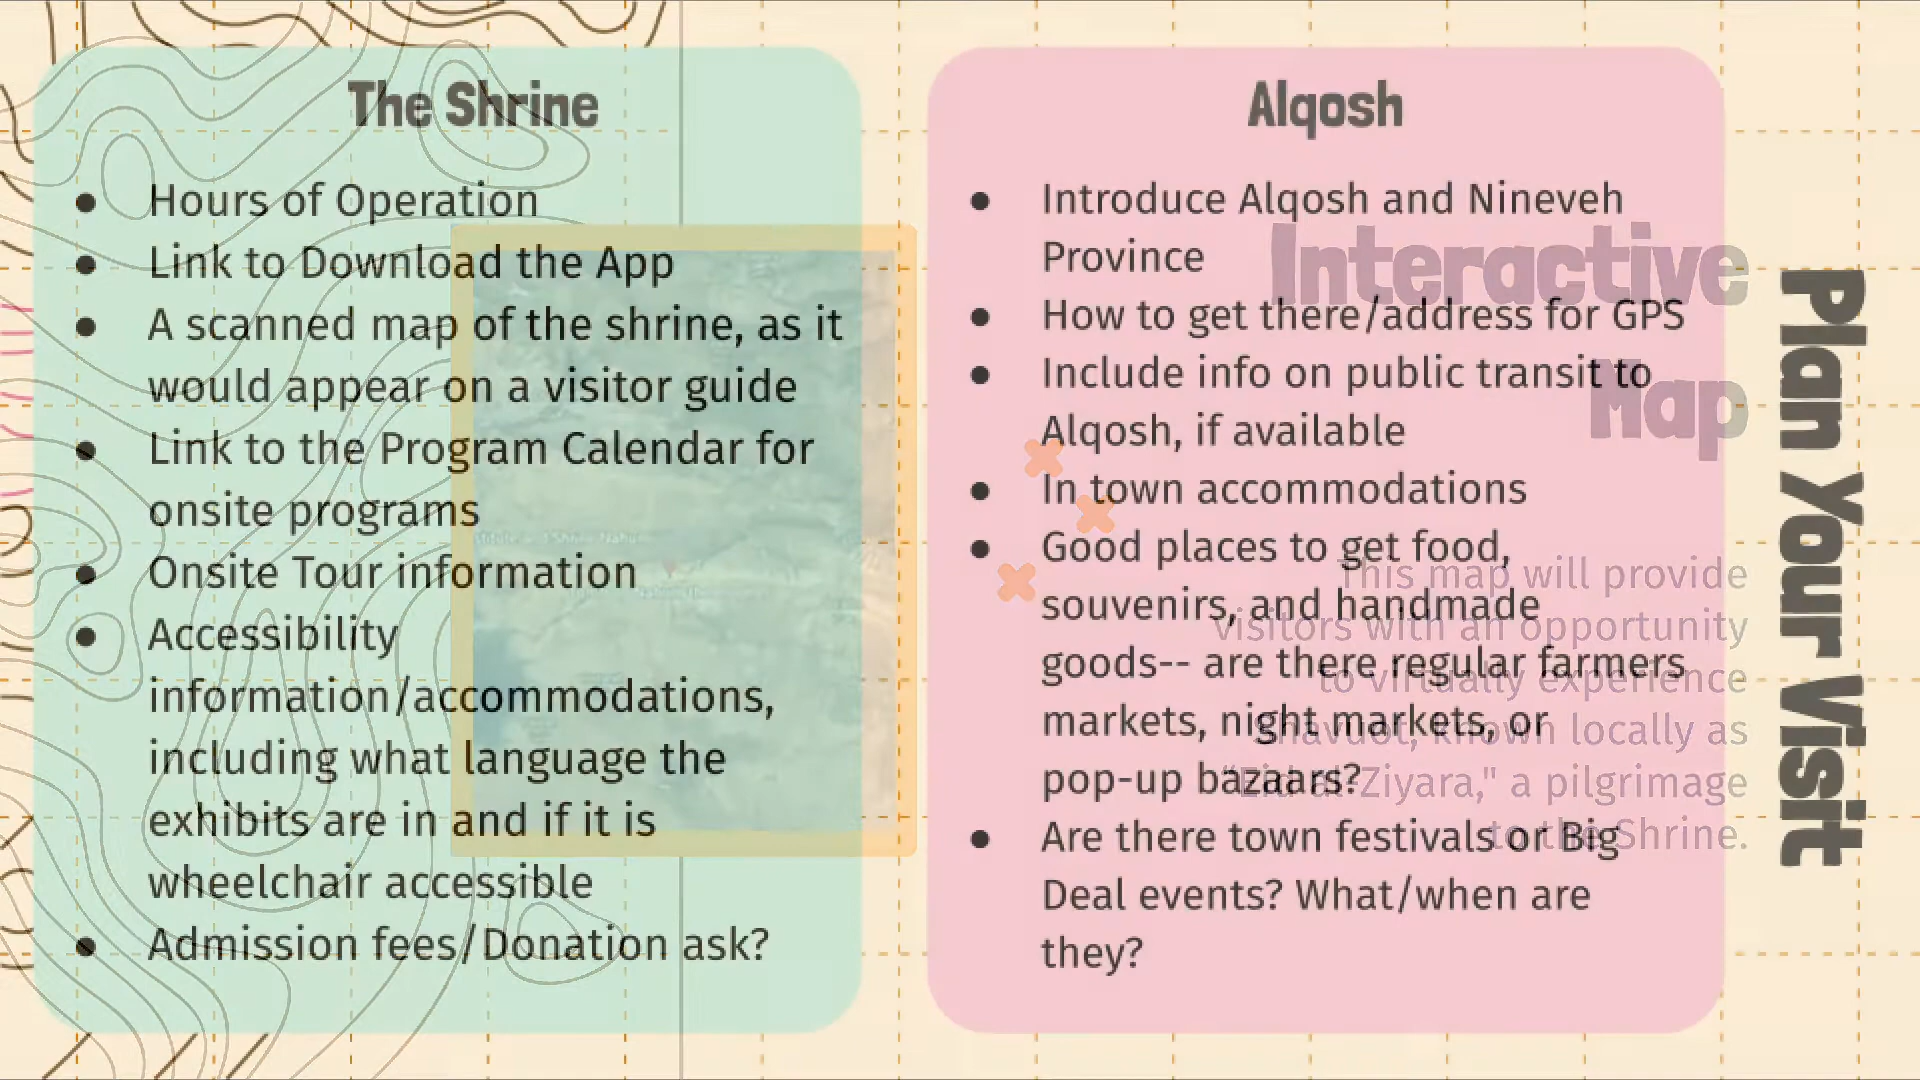 The Shrine
Hours of Operation
Link to Download the App
A scanned map of the shrine, as it
would appear on a visitor guide
Link to the Program Calendar for
onsite programs
Onsite Tour information
Accessibility
information/accommodations,
including what language the
exhibits are in and if it is
wheelchair accessible
Admission fees/Donation ask?
Alqosh
Introduce Alqosh and Nineveh
Province
How to get there/address for GPS
Include info on public transit to
Alqosh, if available
In town accommodations
Good places to get food,
souvenirs, and handmade
goods-- are there regular farmers
markets, night markets, or
pop-up bazaars?
Are there town festivals or Big
Deal events? What/when are
they?
Plan Your Visit
Interactive
Map
This map will provide
visitors with an opportunity
to virtually experience
Shavuot, known locally as
"Eid al-Ziyara," a pilgrimage
to the Shrine.